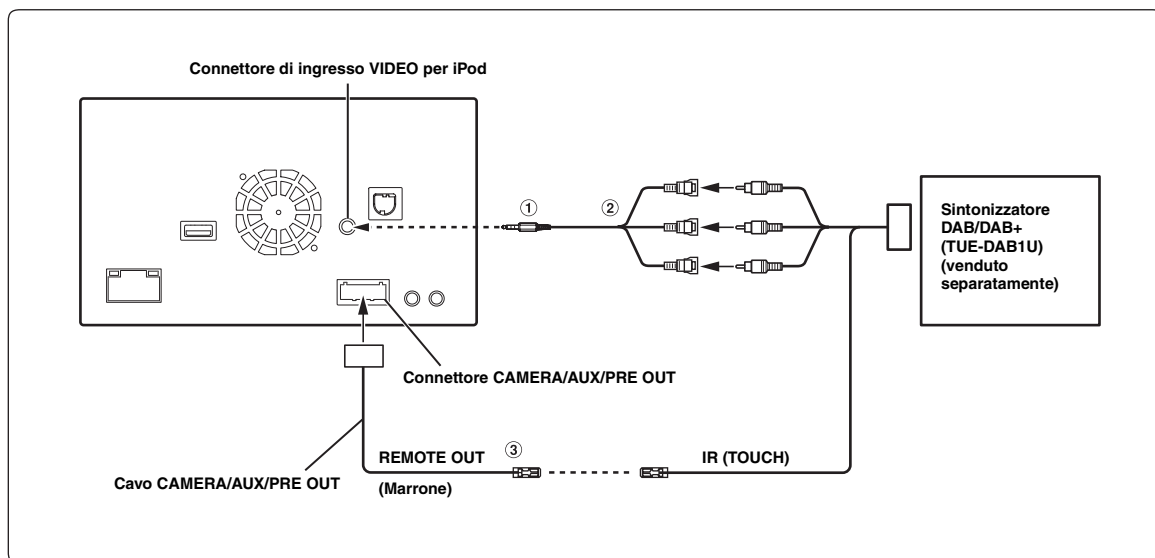 Connettore di ingresso VIDEO per iPod
①
②
Sintonizzatore
DAB/DAB+
(TUE-DAB1U)
(venduto
separatamente)
Connettore CAMERA/AUX/PRE OUT
REMOTE OUT
③
IR (TOUCH)
Cavo CAMERA/AUX/PRE OUT
(Marrone)